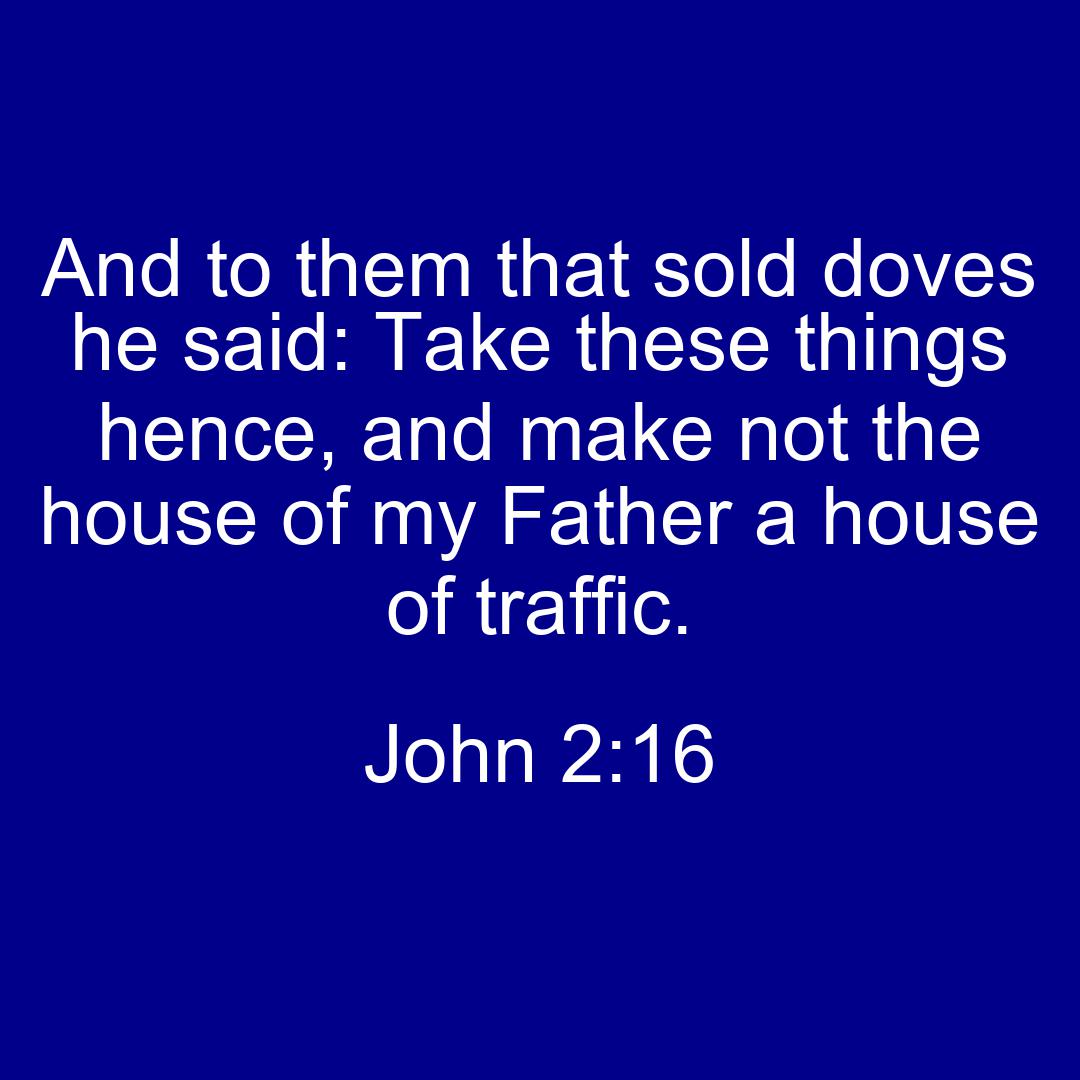 And to them that sold doves
he said: Take these things
hence, and make not the
house of my Father a house
of traffic.
John 2:16